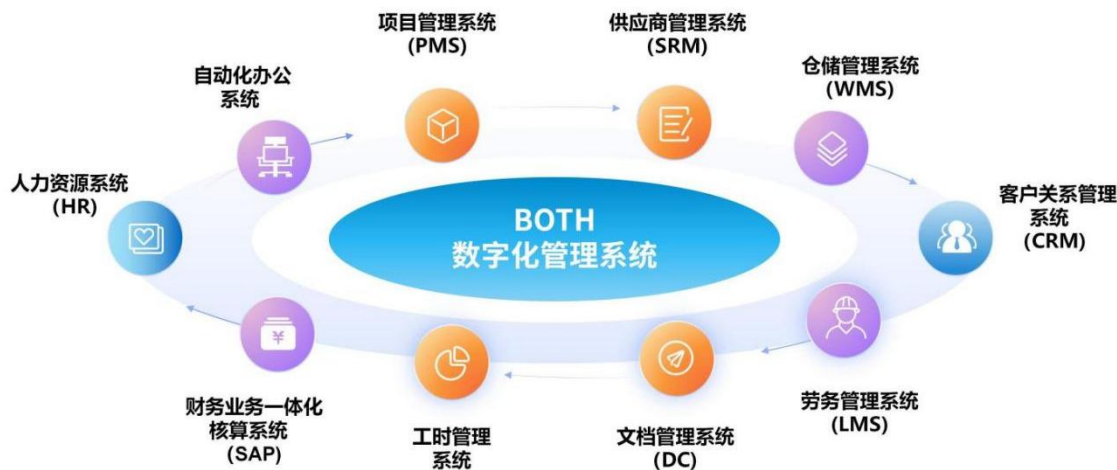 项目管理系统
(PMS)
供应商管理系统
(SRM)
仓储管理系统
(WMS)
自动化办公
系统
人力资源系统
(HR)
客户关系管理
系统
(CRM)
BOTH
数字化管理系统
¥
财务业务一体化
核算系统
(SAP)
工时管理
系统
文档管理系统
(DC)
劳务管理系统
(LMS)